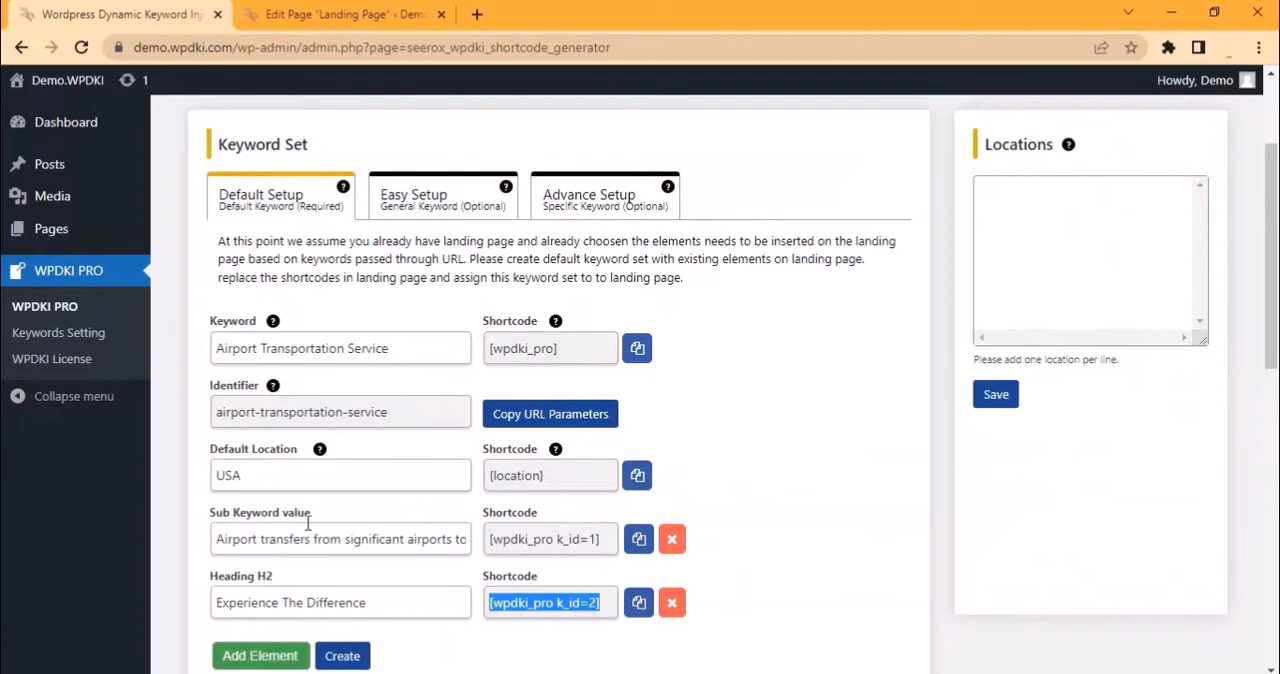 Wordpress Dynamic Keyword In
Edit Page "Landing Page" ‹ Dem
demo.wpdki.com/wp-admin/admin.php?page=seerox_wpdki_shortcode_generator
Demo.WPDKI
1
Howdy, Demo
Dashboard
Posts
Media
Pages
WPDKI PRO
WPDKI PRO
Keywords Setting
WPDKI License
Collapse menu
Keyword Set
Default Setup
Default Keyword (Required)
Easy Setup
General Keyword (Optional)
Advance Setup
Specific Keyword (Optional)
At this point we assume you already have landing page and already choosen the elements needs to be inserted on the landing
page based on keywords passed through URL. Please create default keyword set with existing elements on landing page.
replace the shortcodes in landing page and assign this keyword set to to landing page.
Keyword
Shortcode
Airport Transportation Service
[wpdki_pro]
Identifier
airport-transportation-service
Copy URL Parameters
Default Location
Shortcode
USA
{location}
Sub Keyword value
Shortcode
Airport transfers from significant airports to
[wpdki_pro k_id=1]
Heading H2
Shortcode
Experience The Difference
[wpdki_pro k_id=2]
Add Element
Create
Locations
Please add one location per line.
Save